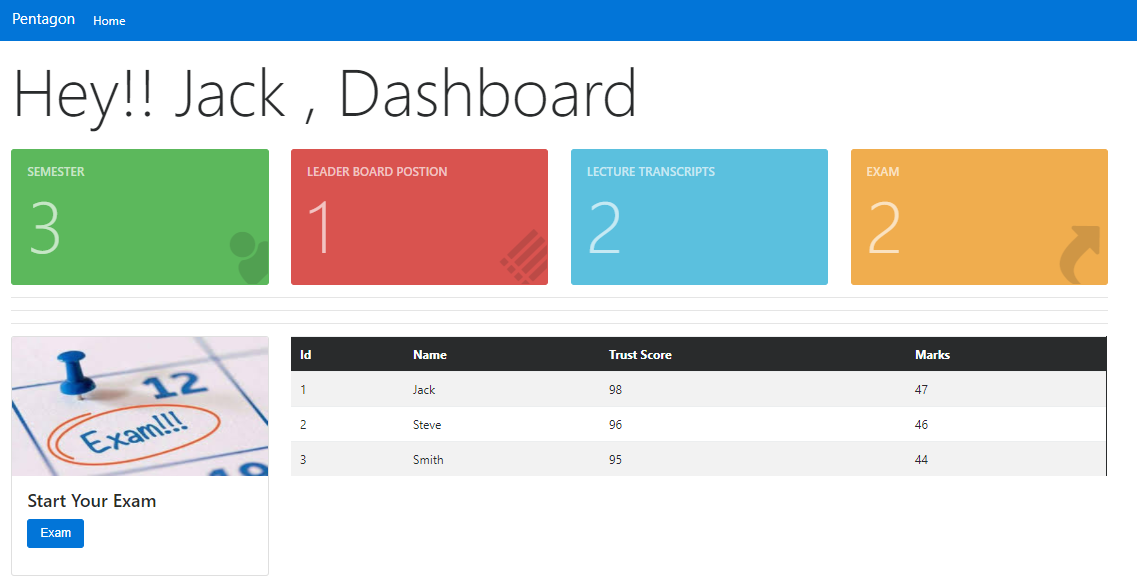 Pentagon Home
Hey!! Jack , Dashboard
SEMESTER
3
LEADER BOARD POSTION
1
LECTURE TRANSCRIPTS
2
EXAM
2
12
Exam!!!
19
Start Your Exam
Exam
Id Name Trust Score Marks
1 Jack 98 47
2 Steve 96 46
3 Smith 95 44